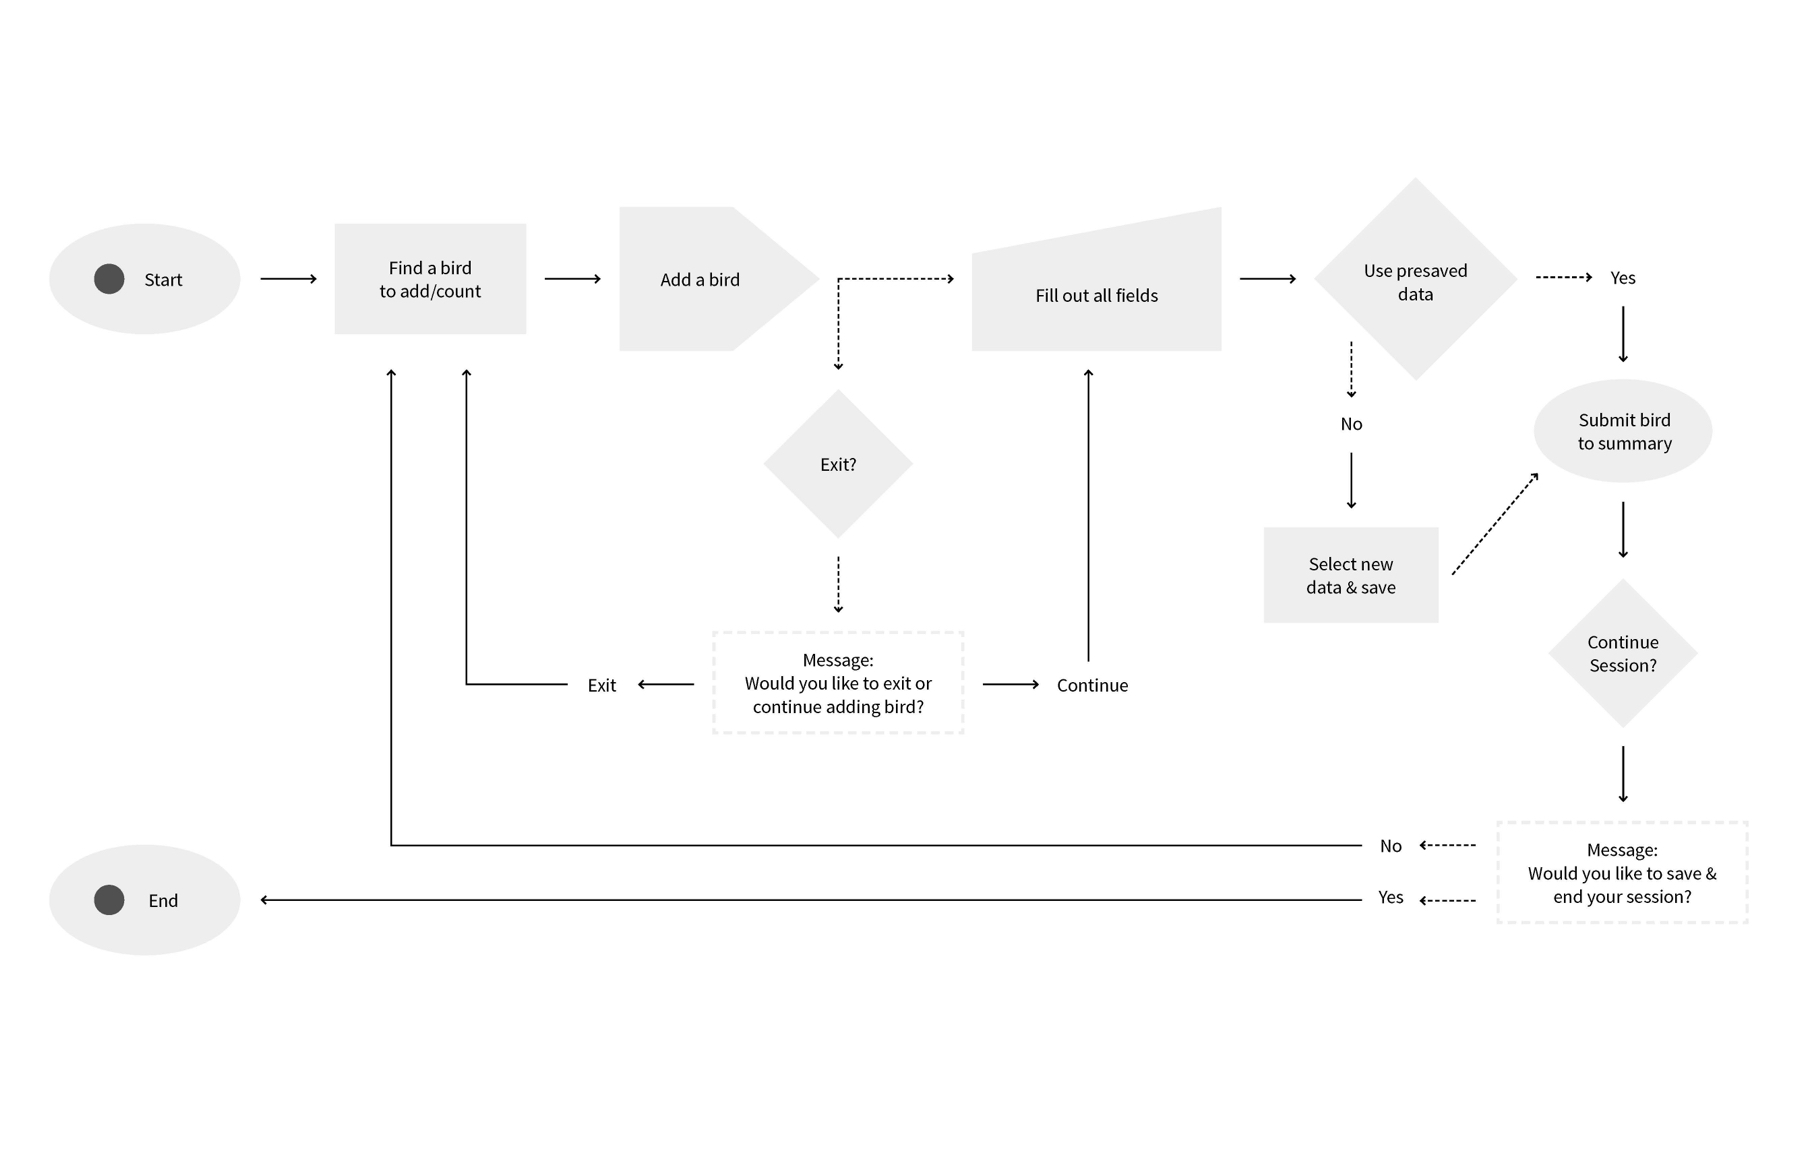 Start
Find a bird
to add/count
Add a bird
Fill out all fields
Use presaved
data
Yes
Exit?
No
Submit bird
to summary
Select new
data & save
Continue
Session?
Message:
Would you like to exit or
continue adding bird?
Exit
Continue
No
Yes
Message:
Would you like to save &
end your session?
End